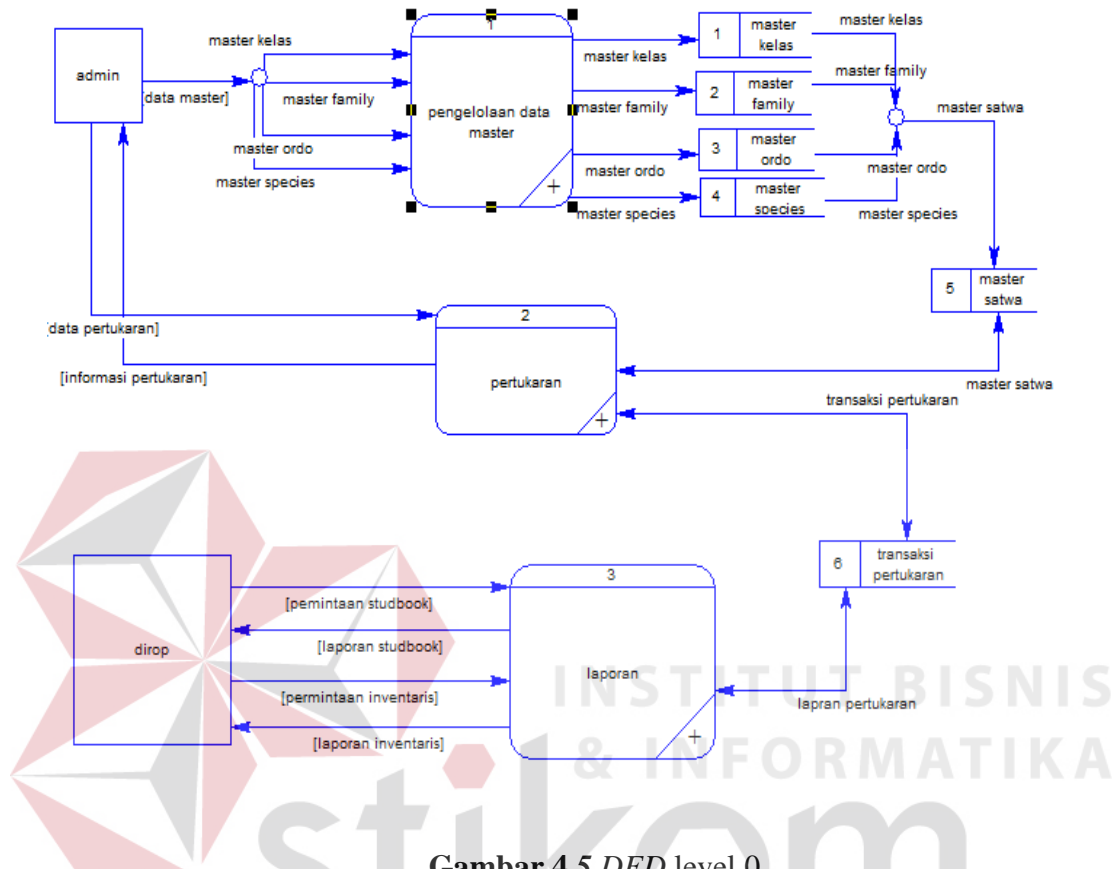 admin
[data master]
master kelas
master family
master ordo
master species
1
pengelolaan data
master
master kelas
master family
master ordo
master species
1
master
kelas
2
master
family
3
master
ordo
4
master
species
master kelas
master family
master ordo
master species
master satwa
5
master
satwa
master satwa
[data pertukaran]
[informasi pertukaran]
2
pertukaran
transaksi pertukaran
6
transaksi
pertukaran
dirop
[pemintaan studbook]
[laporan studbook]
[permintaan inventaris]
[laporan inventaris]
3
laporan
lapran pertukaran
INSTITUT BISNIS
& INFORMATIKA
stikom
Gambar 4.5 DFD level 0